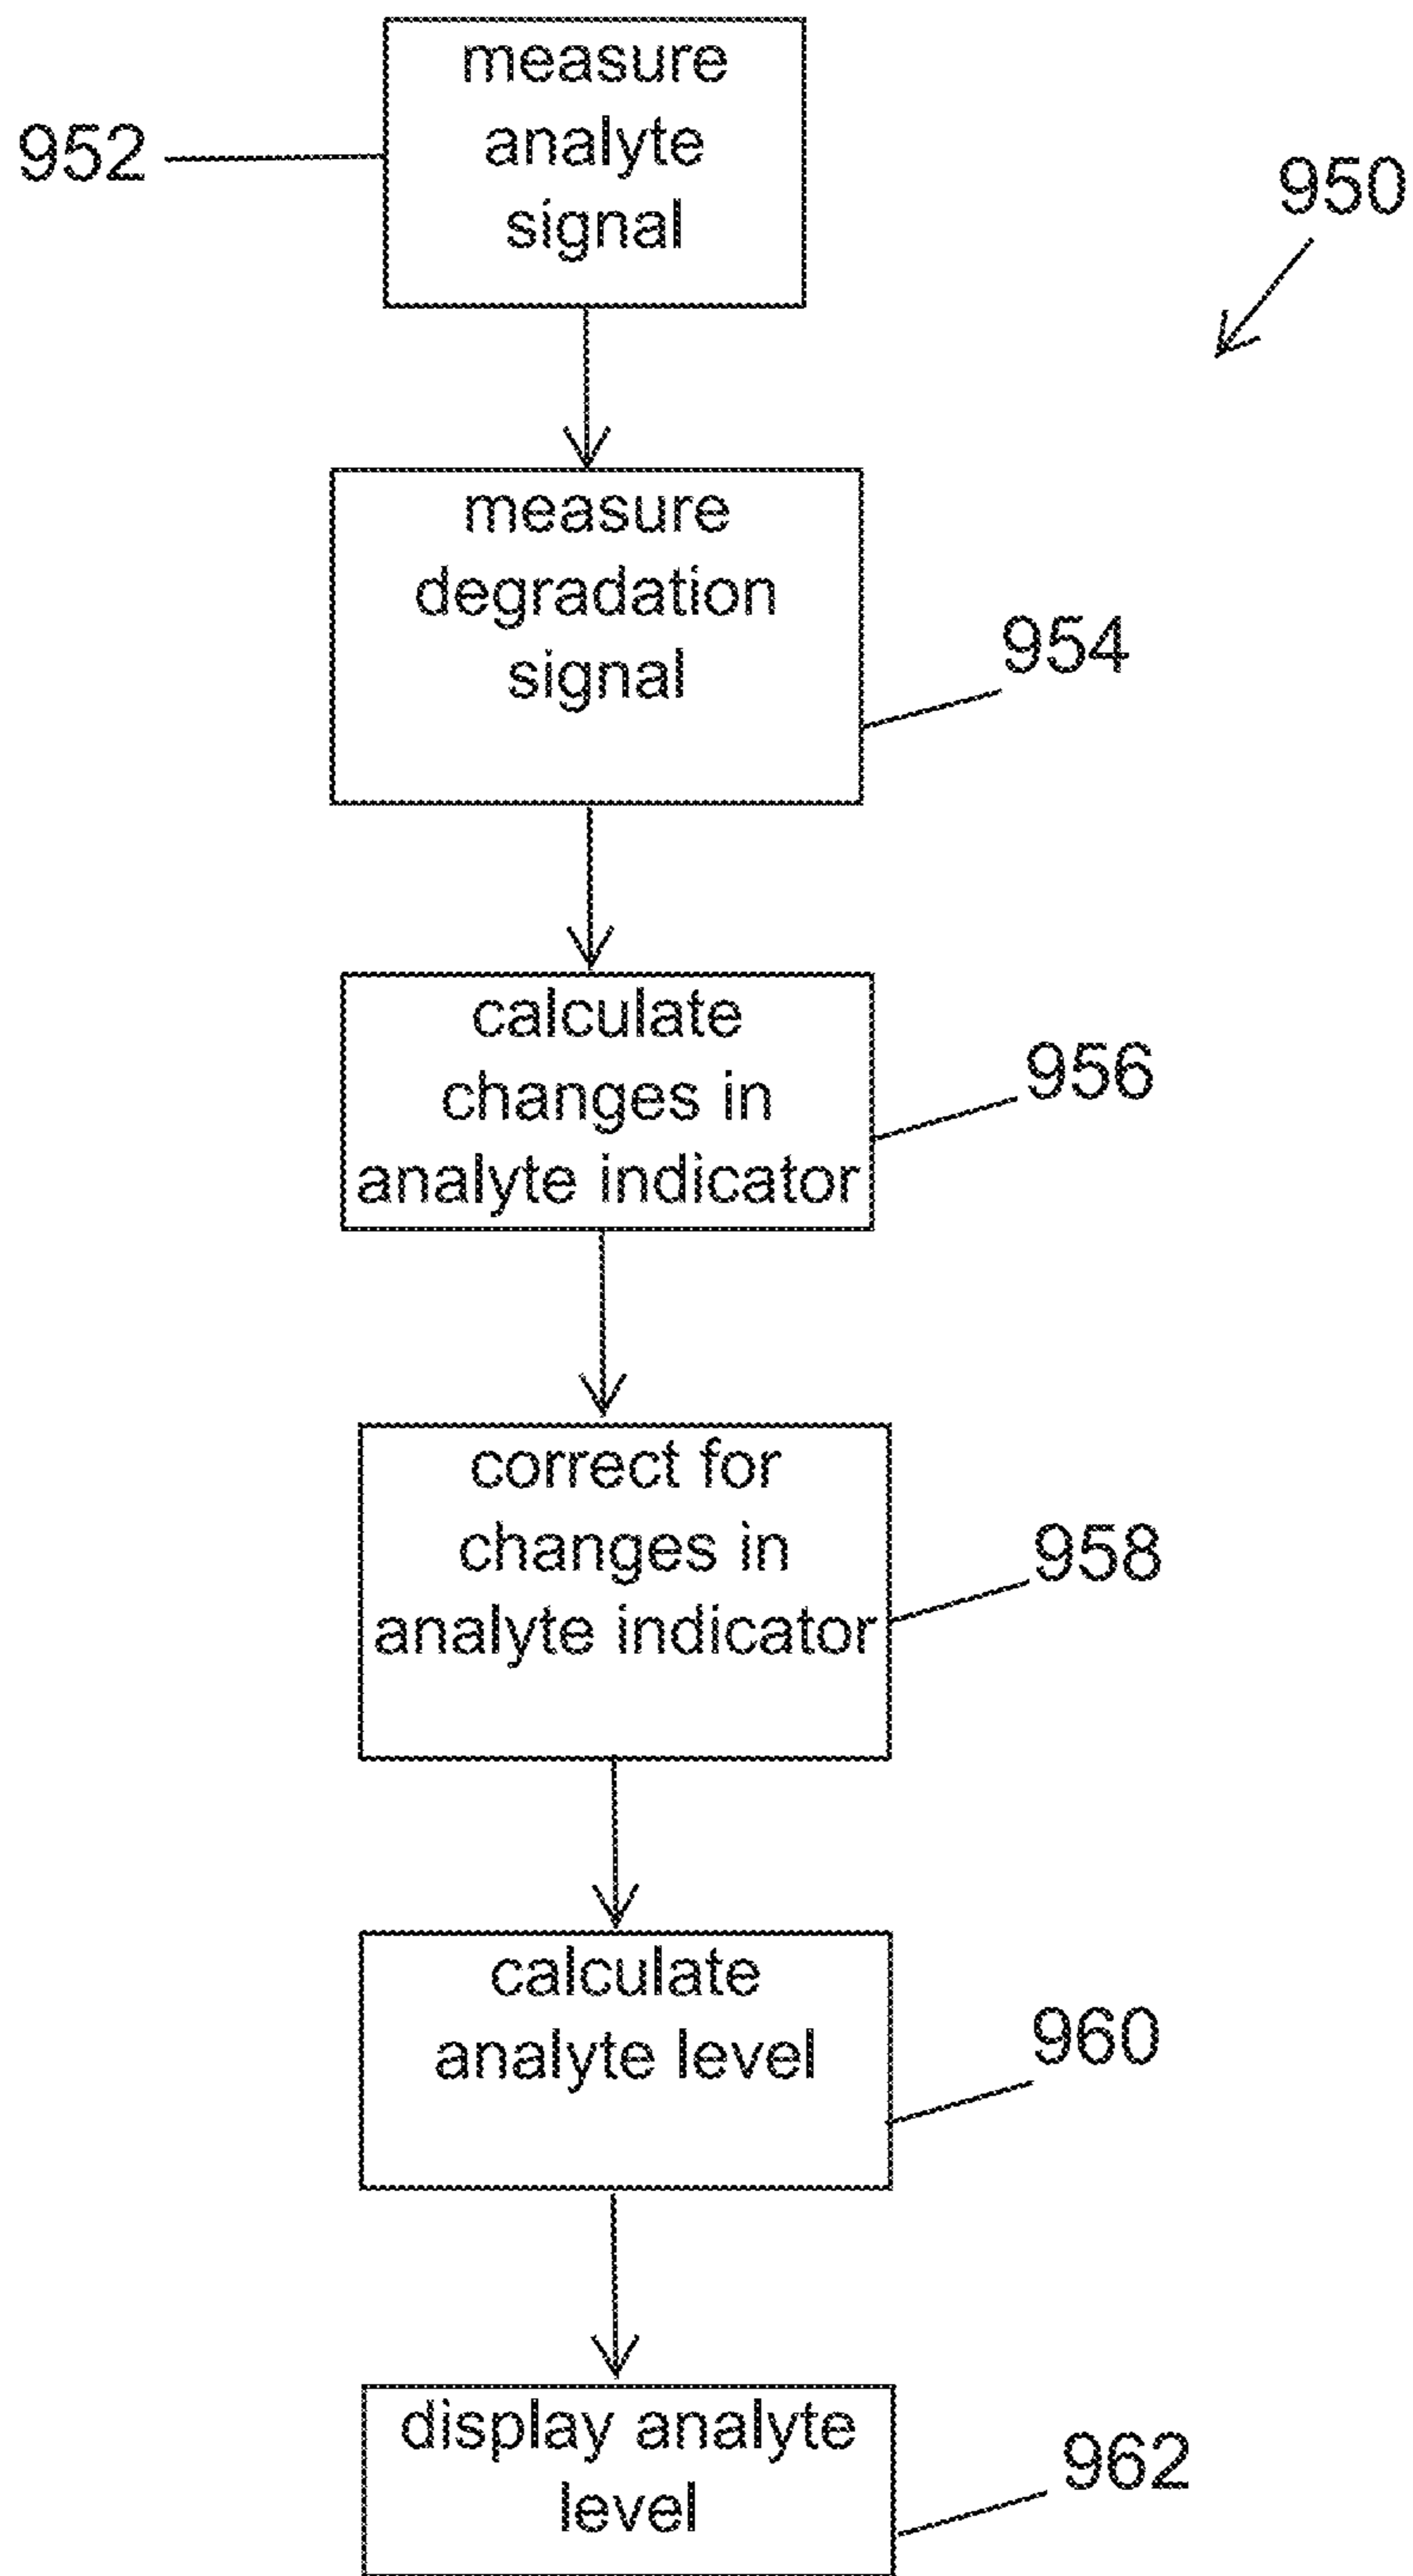 measure
analyte
signal
952
950
measure
degradation
signal
954
calculate
changes in
analyte indicator
956
correct for
changes in
analyte indicator
958
calculate
analyte level
960
display analyte
level
962